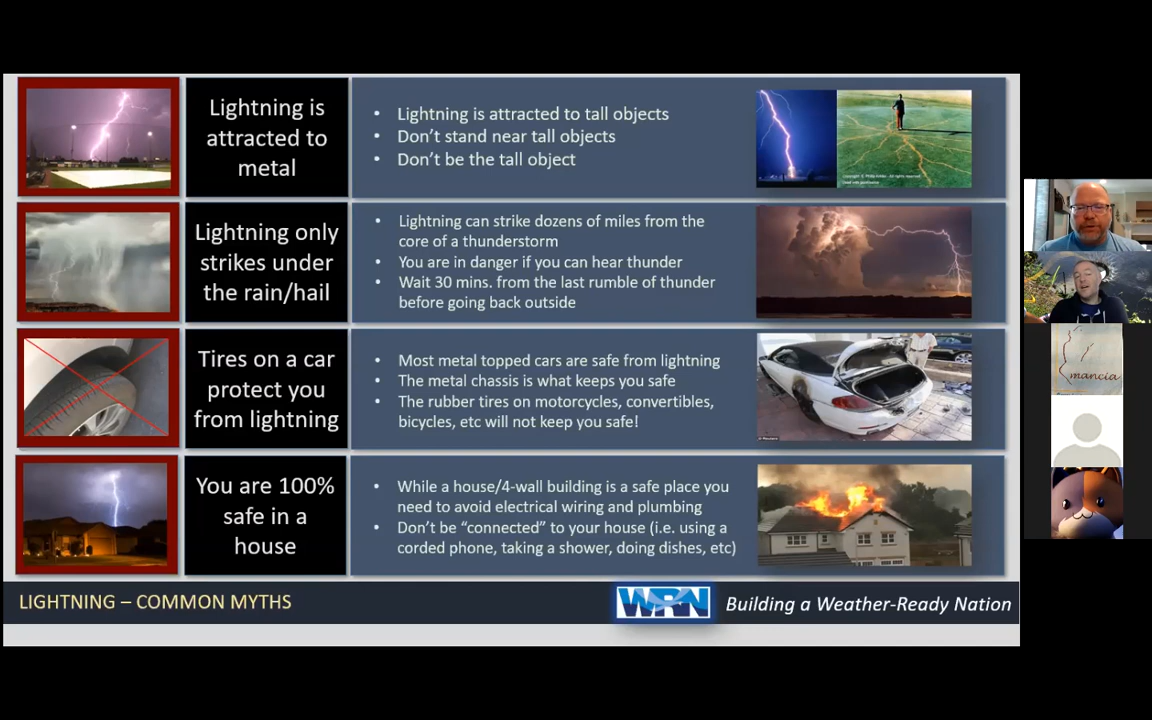 Lightning is
attracted to
metal
• Lightning is attracted to tall objects
• Don't stand near tall objects
• Don't be the tall object
Lightning only
strikes under
the rain/hail
• Lightning can strike dozens of miles from the
core of a thunderstorm
• You are in danger if you can hear thunder
• Wait 30 mins. from the last rumble of thunder
before going back outside
Tires on a car
protect you
from lightning
• Most metal topped cars are safe from lightning
• The metal chassis is what keeps you safe
• The rubber tires on motorcycles, convertibles,
bicycles, etc will not keep you safe!
You are 100%
safe in a
house
• While a house/4-wall building is a safe place you
need to avoid electrical wiring and plumbing
• Don't be “connected” to your house (i.e. using a
corded phone, taking a shower, doing dishes, etc)
LIGHTNING – COMMON MYTHS
WRN
Building a Weather-Ready Nation
mancia